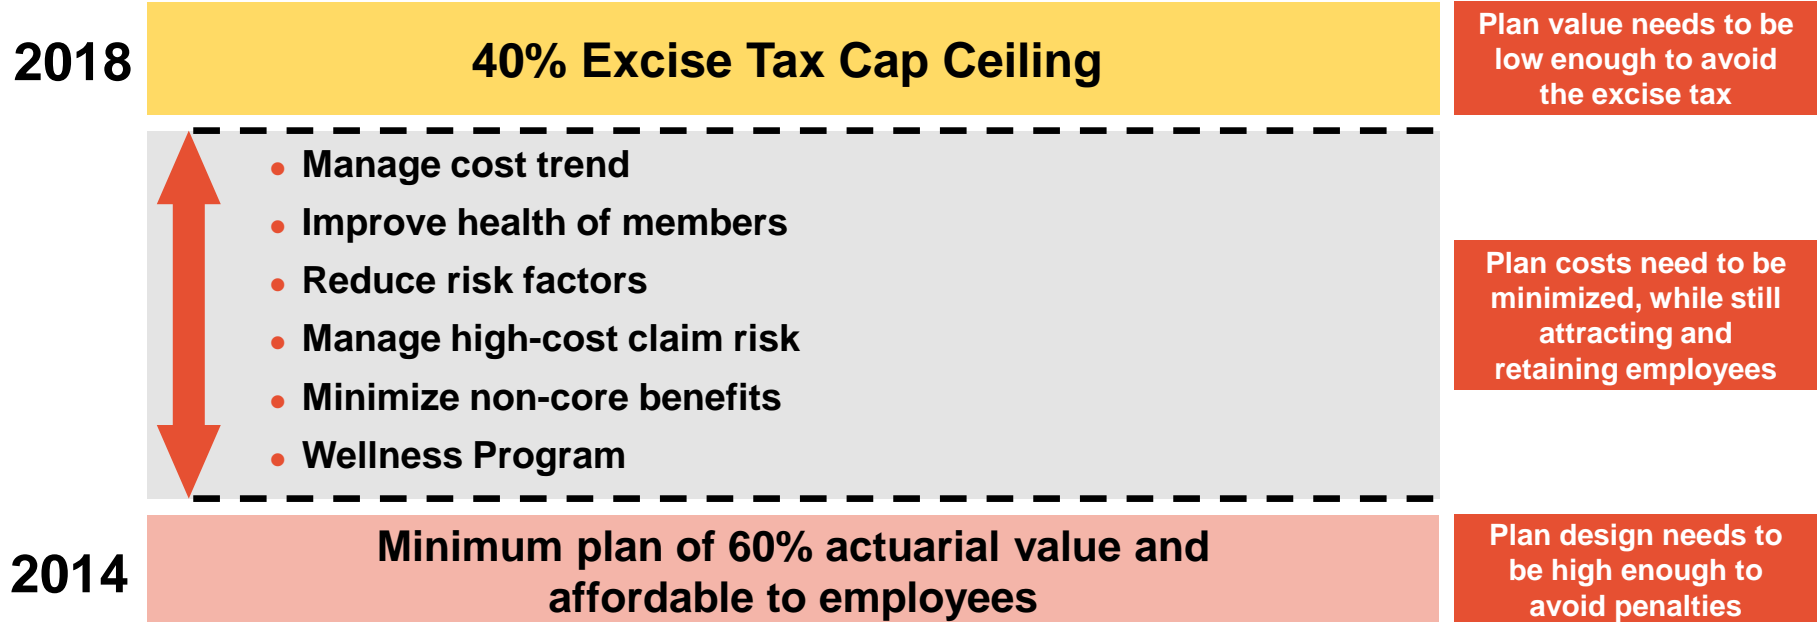 2018
40% Excise Tax Cap Ceiling
Plan value needs to be
low enough to avoid
the excise tax
• Manage cost trend
• Improve health of members
• Reduce risk factors
• Manage high-cost claim risk
• Minimize non-core benefits
• Wellness Program
Plan costs need to be
minimized, while still
attracting and
retaining employees
2014
Minimum plan of 60% actuarial value and
affordable to employees
Plan design needs to
be high enough to
avoid penalties